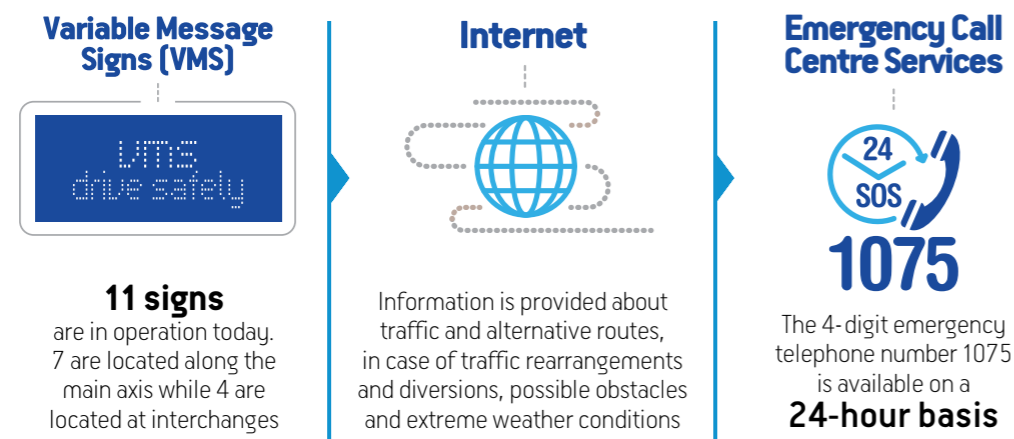 Variable Message
Signs (VMS)
vms
drive safely
11 signs
are in operation today.
7 are located along the
main axis while 4 are
located at interchanges
Internet
Information is provided about
traffic and alternative routes,
in case of traffic rearrangements
and diversions, possible obstacles
and extreme weather conditions
Emergency Call
Centre Services
24
SOS
1075
The 4-digit emergency
telephone number 1075
is available on a
24-hour basis